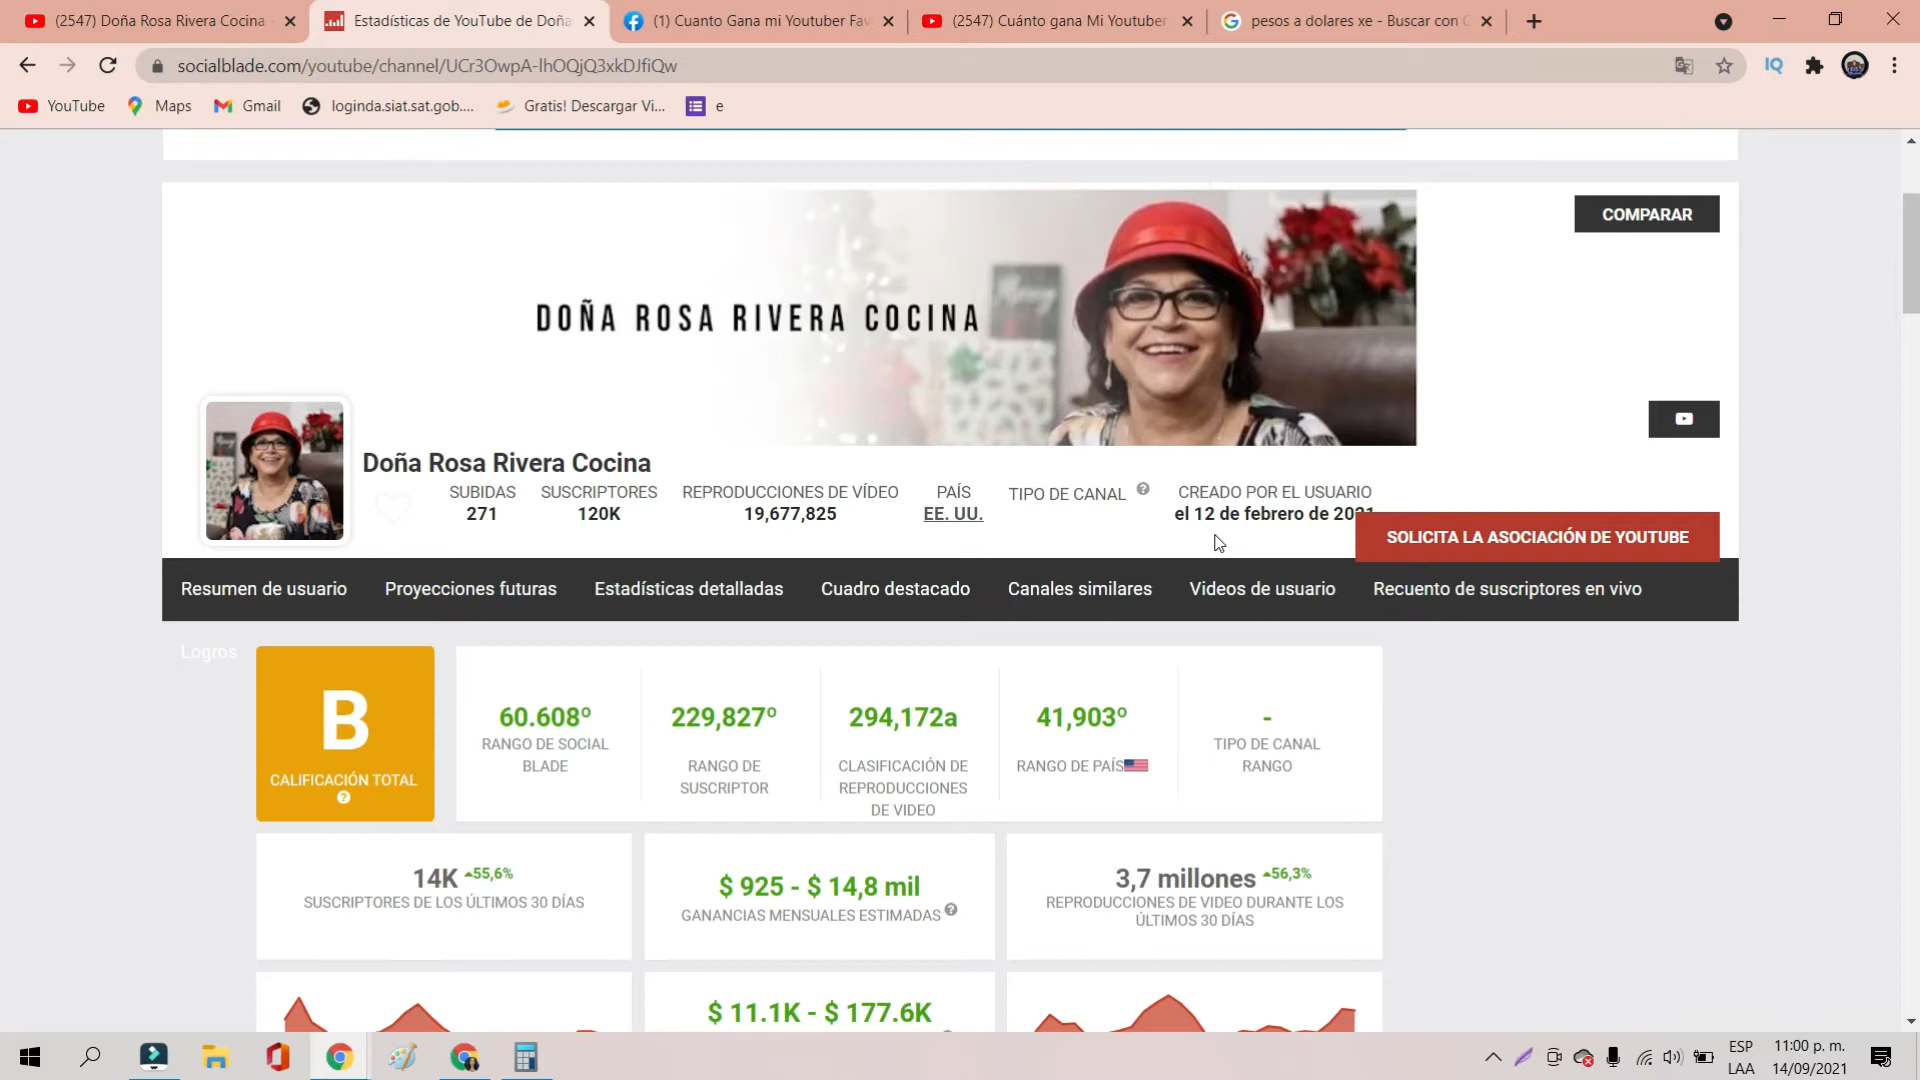 (2547) Doña Rosa Rivera Cocina -
Estadísticas de YouTube de Doña
(1) Cuanto Gana mi Youtuber Fav
(2547) Cuánto gana Mi Youtuber
pesos a dolares xe - Buscar con G
socialblade.com/youtube/channel/UCr3OwpA-lhOQjQ3xkDJfiQw
IQ
YouTube
Maps
Gmail
loginda.siat.sat.gob....
Gratis! Descargar Vi...
e
COMPARAR
DOÑA ROSA RIVERA COCINA
Doña Rosa Rivera Cocina
SUBIDAS
271
SUSCRIPTORES
120K
REPRODUCCIONES DE VÍDEO
19,677,825
PAÍS
EE. UU.
TIPO DE CANAL
CREADO POR EL USUARIO
el 12 de febrero de 2021
SOLICITA LA ASOCIACIÓN DE YOUTUBE
Resumen de usuario
Proyecciones futuras
Estadísticas detalladas
Cuadro destacado
Canales similares
Videos de usuario
Recuento de suscriptores en vivo
Logros
B
CALIFICACIÓN TOTAL
60.608º
RANGO DE SOCIAL
BLADE
229,827º
RANGO DE
SUSCRIPTOR
294,172a
CLASIFICACIÓN DE
REPRODUCCIONES
DE VIDEO
41,903º
RANGO DE PAÍS
-
TIPO DE CANAL
RANGO
14K 55,6%
SUSCRIPTORES DE LOS ÚLTIMOS 30 DÍAS
$ 925 - $ 14,8 mil
GANANCIAS MENSUALES ESTIMADAS
3,7 millones 56,3%
REPRODUCCIONES DE VIDEO DURANTE LOS
ÚLTIMOS 30 DÍAS
$ 11.1K - $ 177.6K
ESP
LAA
11:00 p. m.
14/09/2021